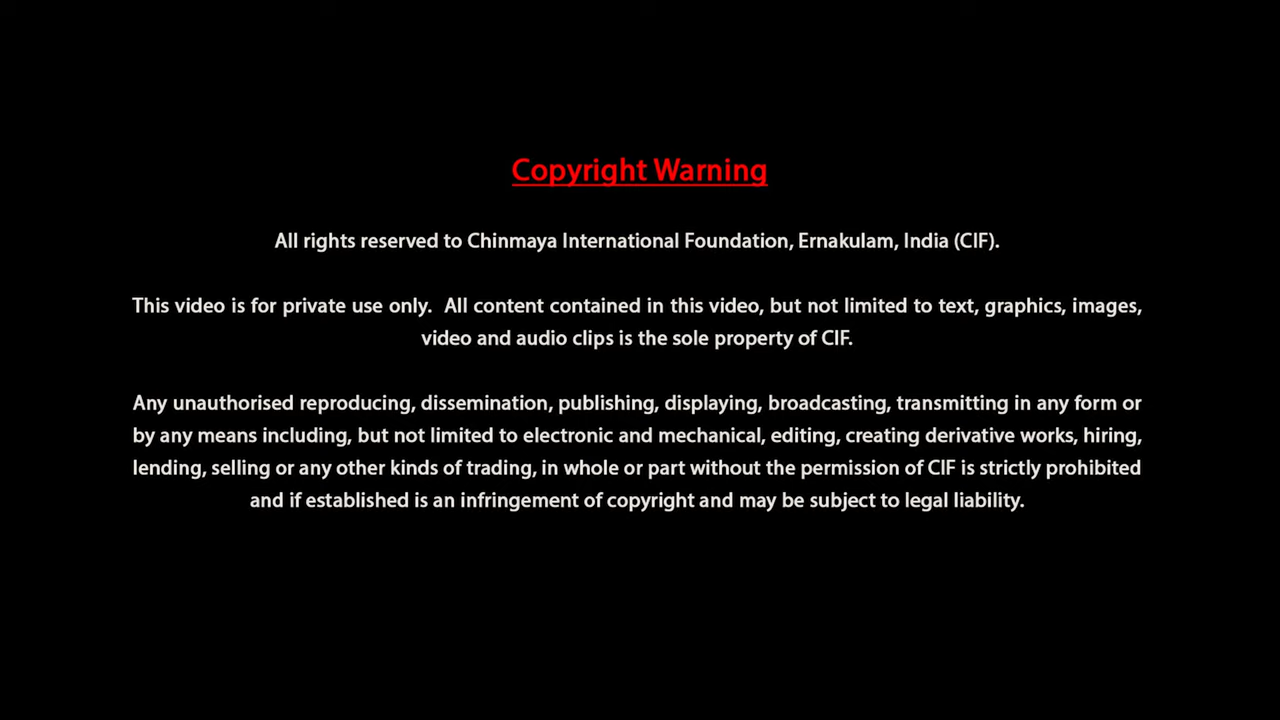 Copyright Warning
All rights reserved to Chinmaya International Foundation, Ernakulam, India (CIF).
This video is for private use only.  All content contained in this video, but not limited to text, graphics, images,
video and audio clips is the sole property of CIF.
Any unauthorised reproducing, dissemination, publishing, displaying, broadcasting, transmitting in any form or
by any means including, but not limited to electronic and mechanical, editing, creating derivative works, hiring,
lending, selling or any other kinds of trading, in whole or part without the permission of CIF is strictly prohibited
and if established is an infringement of copyright and may be subject to legal liability.